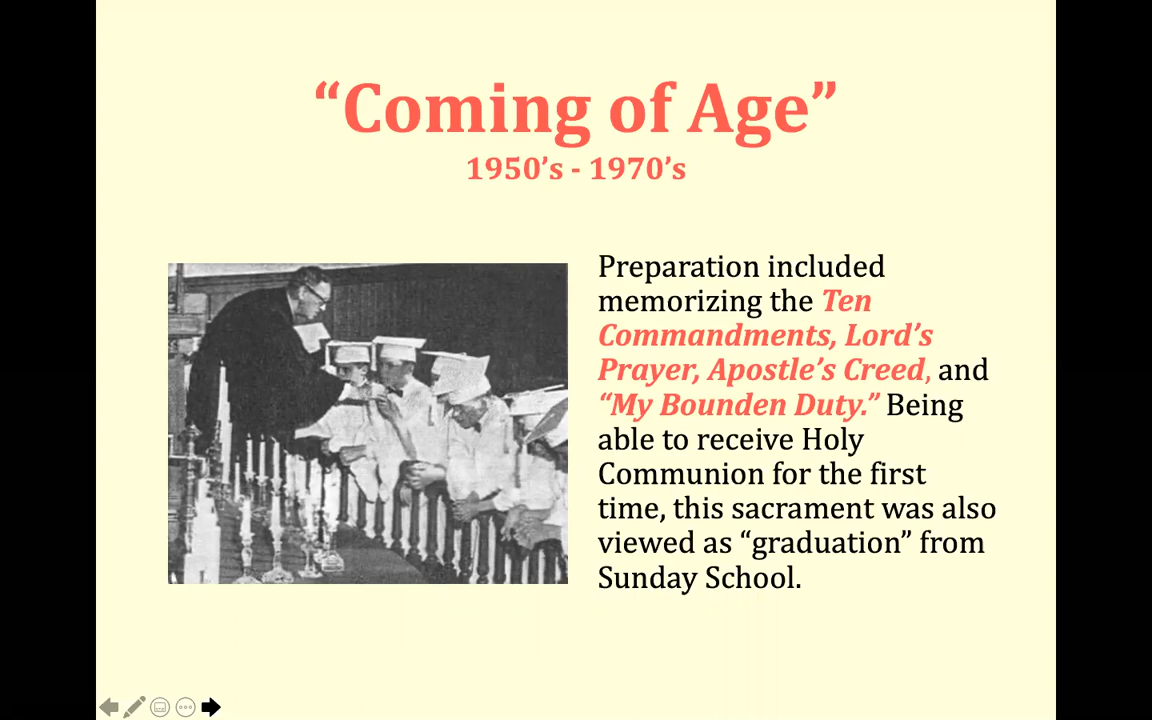 “Coming of Age”
1950’s - 1970’s
Preparation included
memorizing the Ten
Commandments, Lord’s
Prayer, Apostle’s Creed, and
“My Bounden Duty.” Being
able to receive Holy
Communion for the first
time, this sacrament was also
viewed as “graduation” from
Sunday School.